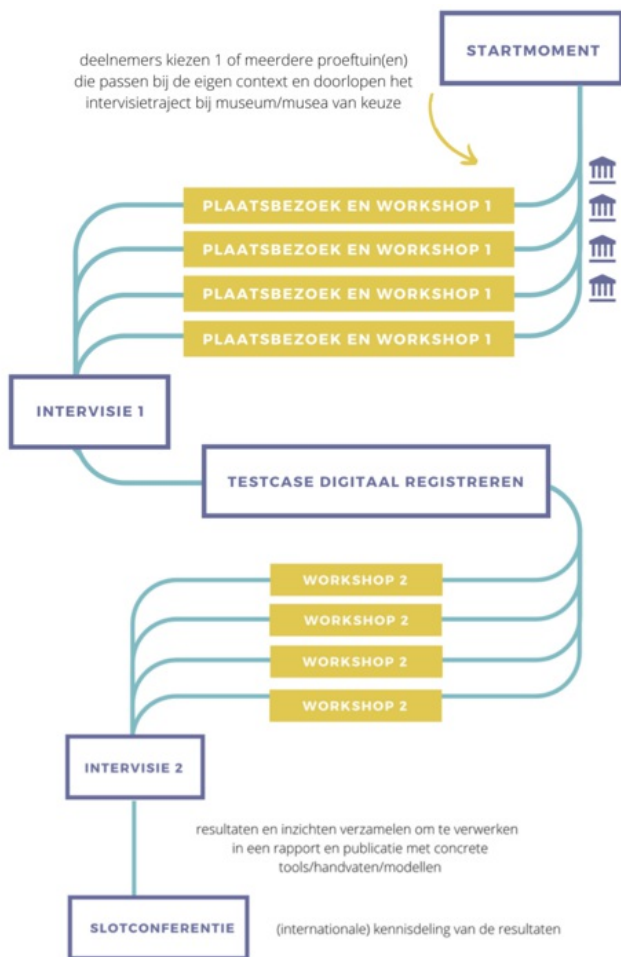 STARTMOMENT
deelnemers kiezen 1 of meerdere proeftuin(en)
die passen bij de eigen context en doorlopen het
intervisietraject bij museum/musea van keuze
PLAATSBEZOEK EN WORKSHOP 1
PLAATSBEZOEK EN WORKSHOP 1
PLAATSBEZOEK EN WORKSHOP 1
PLAATSBEZOEK EN WORKSHOP 1
INTERVISIE 1
TESTCASE DIGITAAL REGISTREREN
WORKSHOP 2
WORKSHOP 2
WORKSHOP 2
WORKSHOP 2
INTERVISIE 2
resultaten en inzichten verzamelen om te verwerken
in een rapport en publicatie met concrete
tools/handvaten/modellen
SLOTCONFERENTIE
(internationale) kennisdeling van de resultaten